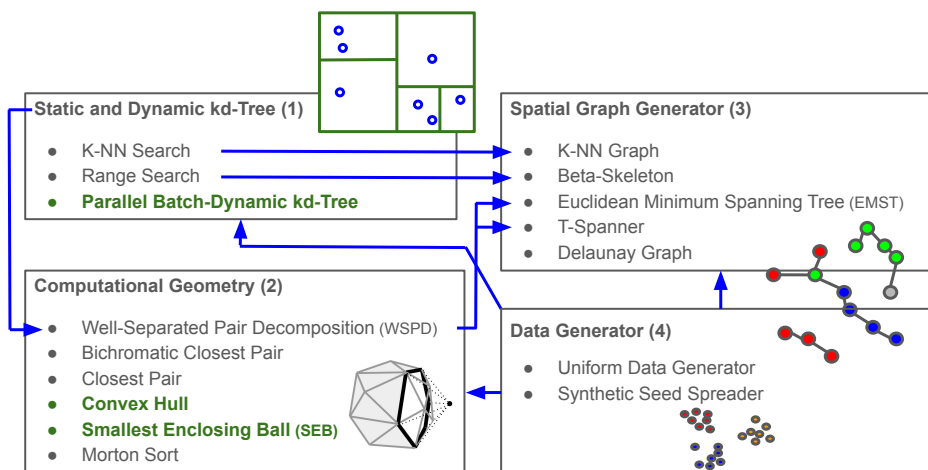 Static and Dynamic kd-Tree (1)
● K-NN Search
● Range Search
● Parallel Batch-Dynamic kd-Tree
Spatial Graph Generator (3)
● K-NN Graph
● Beta-Skeleton
● Euclidean Minimum Spanning Tree (EMST)
● T-Spanner
● Delaunay Graph
Computational Geometry (2)
● Well-Separated Pair Decomposition (WSPD)
● Bichromatic Closest Pair
● Closest Pair
● Convex Hull
● Smallest Enclosing Ball (SEB)
● Morton Sort
Data Generator (4)
● Uniform Data Generator
● Synthetic Seed Spreader